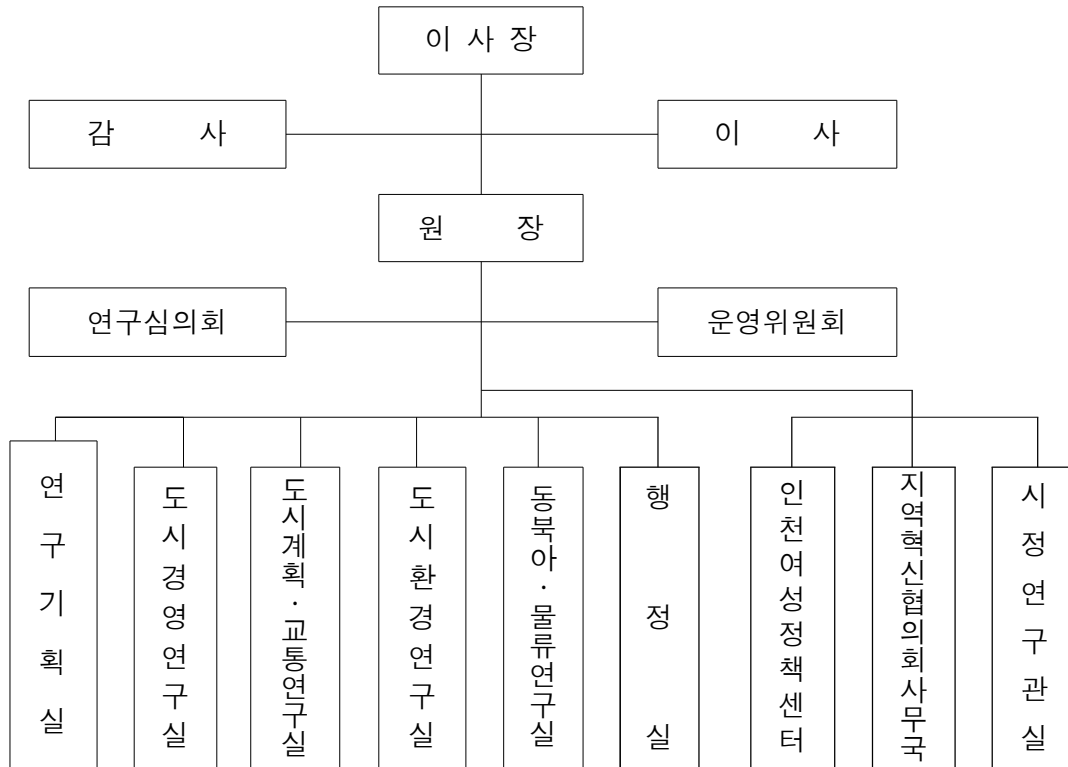 이 사 장
감 사
이 사
원 장
연구심의회
운영위원회
연구기획실
도시경영연구실
도시계획·교통연구실
도시환경연구실
동북아·물류연구실
행정실
인천여성정책센터
지역혁신협의회사무국
시정연구관실